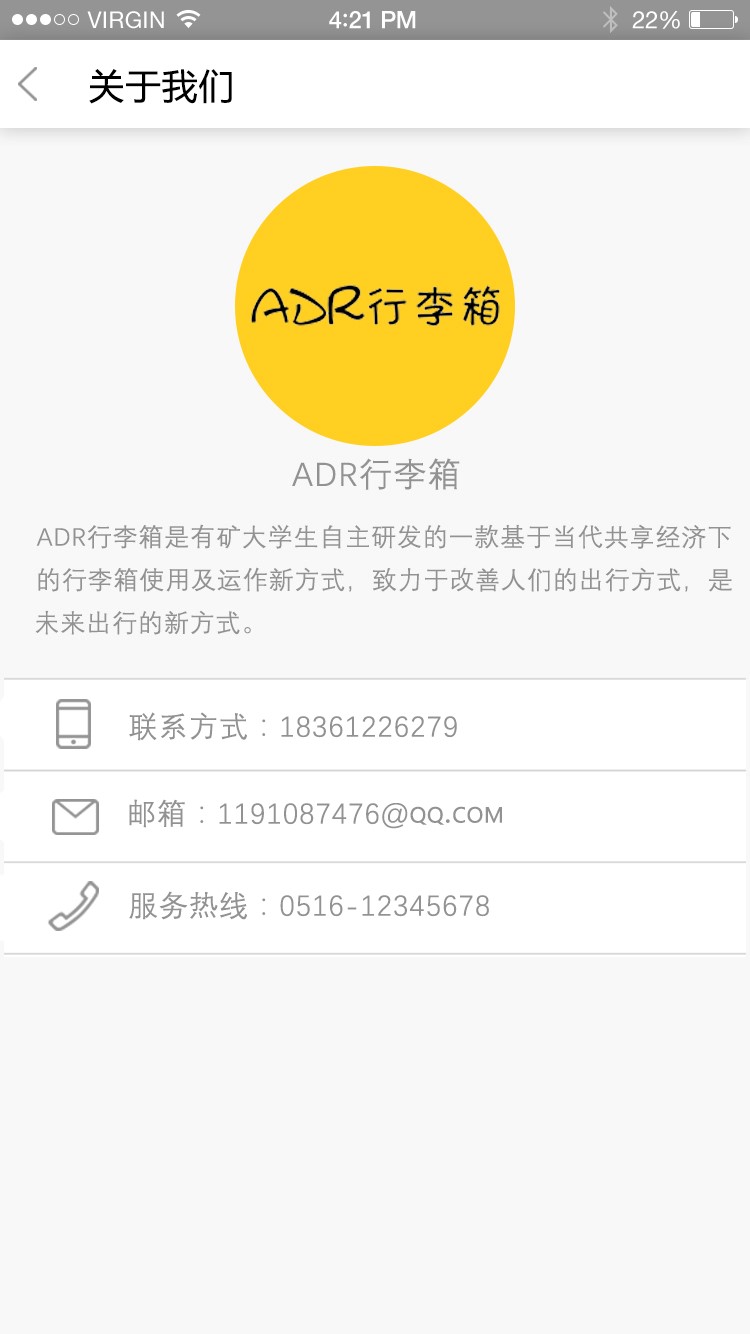 VIRGIN 4:21 PM 22%
关于我们
ADR行李箱
ADR行李箱
ADR行李箱是有矿大学生自主研发的一款基于当代共享经济下
的行李箱使用及运作新方式，致力于改善人们的出行方式，是
未来出行的新方式。
联系方式：18361226279
邮箱：1191087476@QQ.COM
服务热线：0516-12345678